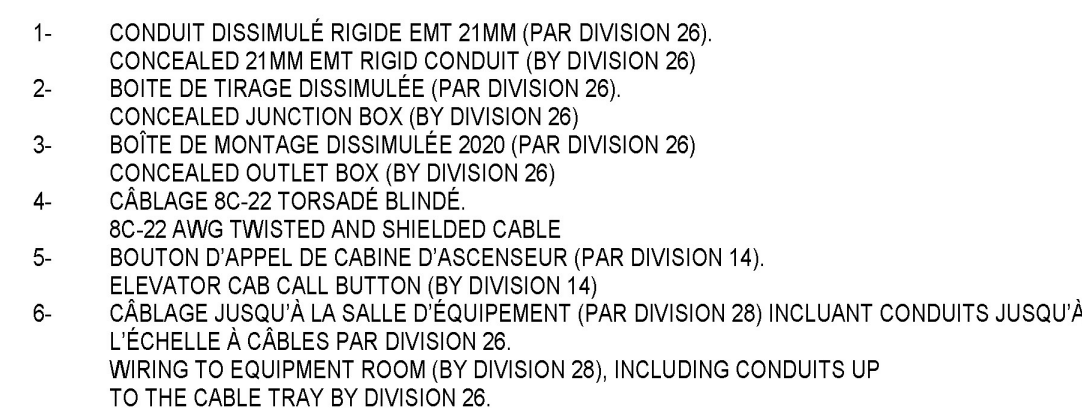 1- CONDUIT DISSIMULÉ RIGIDE EMT 21MM (PAR DIVISION 26).
CONCEALED 21MM EMT RIGID CONDUIT (BY DIVISION 26)
2- BOITE DE TIRAGE DISSIMULÉE (PAR DIVISION 26).
CONCEALED JUNCTION BOX (BY DIVISION 26)
3- BOÎTE DE MONTAGE DISSIMULÉE 2020 (PAR DIVISION 26)
CONCEALED OUTLET BOX (BY DIVISION 26)
4- CÂBLAGE 8C-22 TORSADÉ BLINDÉ.
8C-22 AWG TWISTED AND SHIELDED CABLE
5- BOUTON D'APPEL DE CABINE D'ASCENSEUR (PAR DIVISION 14).
ELEVATOR CAB CALL BUTTON (BY DIVISION 14)
6- CÂBLAGE JUSQU'À LA SALLE D'ÉQUIPEMENT (PAR DIVISION 28) INCLUANT CONDUITS JUSQU'À
L'ÉCHELLE À CÂBLES PAR DIVISION 26.
WIRING TO EQUIPMENT ROOM (BY DIVISION 28), INCLUDING CONDUITS UP
TO THE CABLE TRAY BY DIVISION 26.